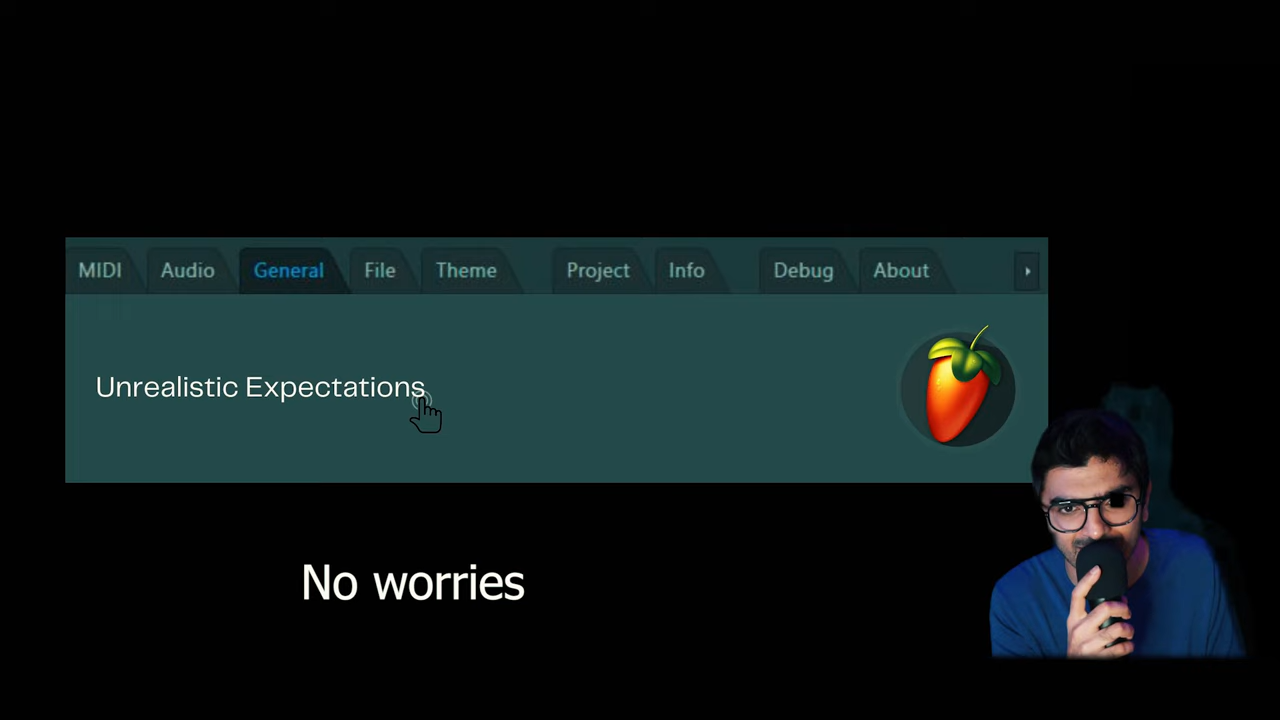 MIDI Audio General File Theme Project Info Debug About
Unrealistic Expectations
No worries